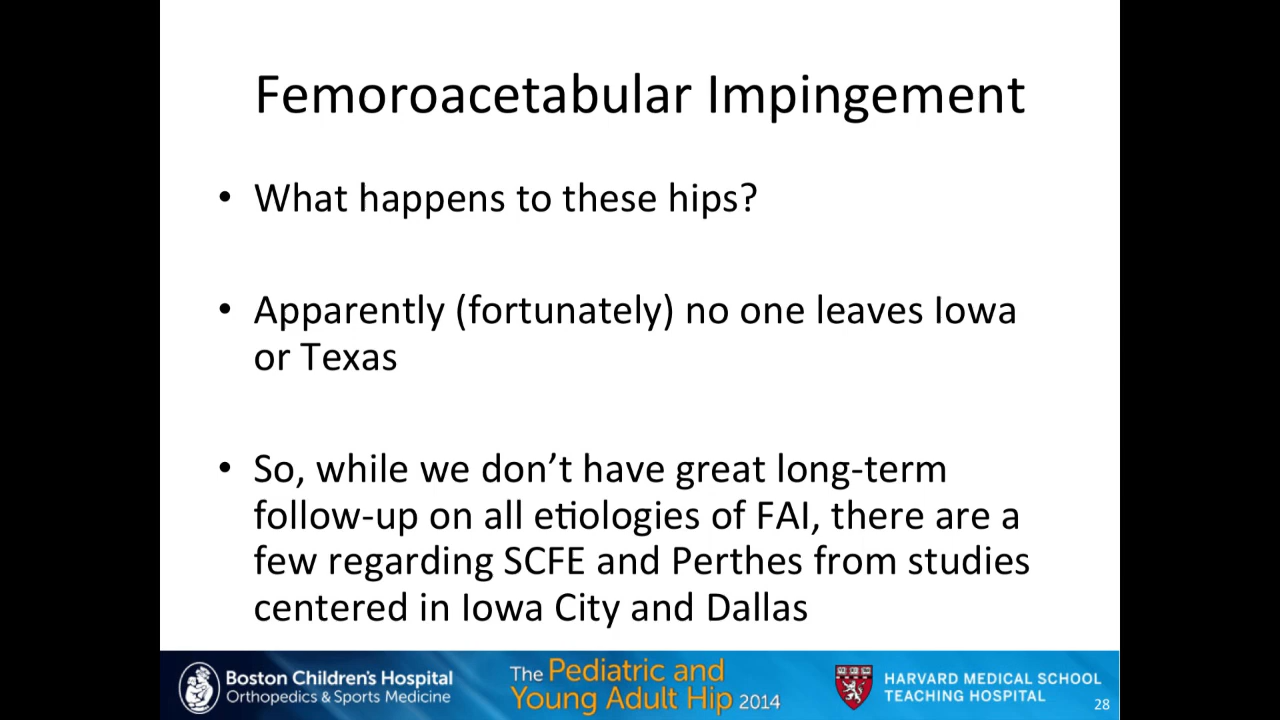 Femoroacetabular Impingement
• What happens to these hips?
• Apparently (fortunately) no one leaves Iowa
or Texas
• So, while we don’t have great long-term
follow-up on all etiologies of FAI, there are a
few regarding SCFE and Perthes from studies
centered in Iowa City and Dallas
Boston Children's Hospital
Orthopedics & Sports Medicine
The Pediatric and
Young Adult Hip 2014
HARVARD MEDICAL SCHOOL
TEACHING HOSPITAL
28